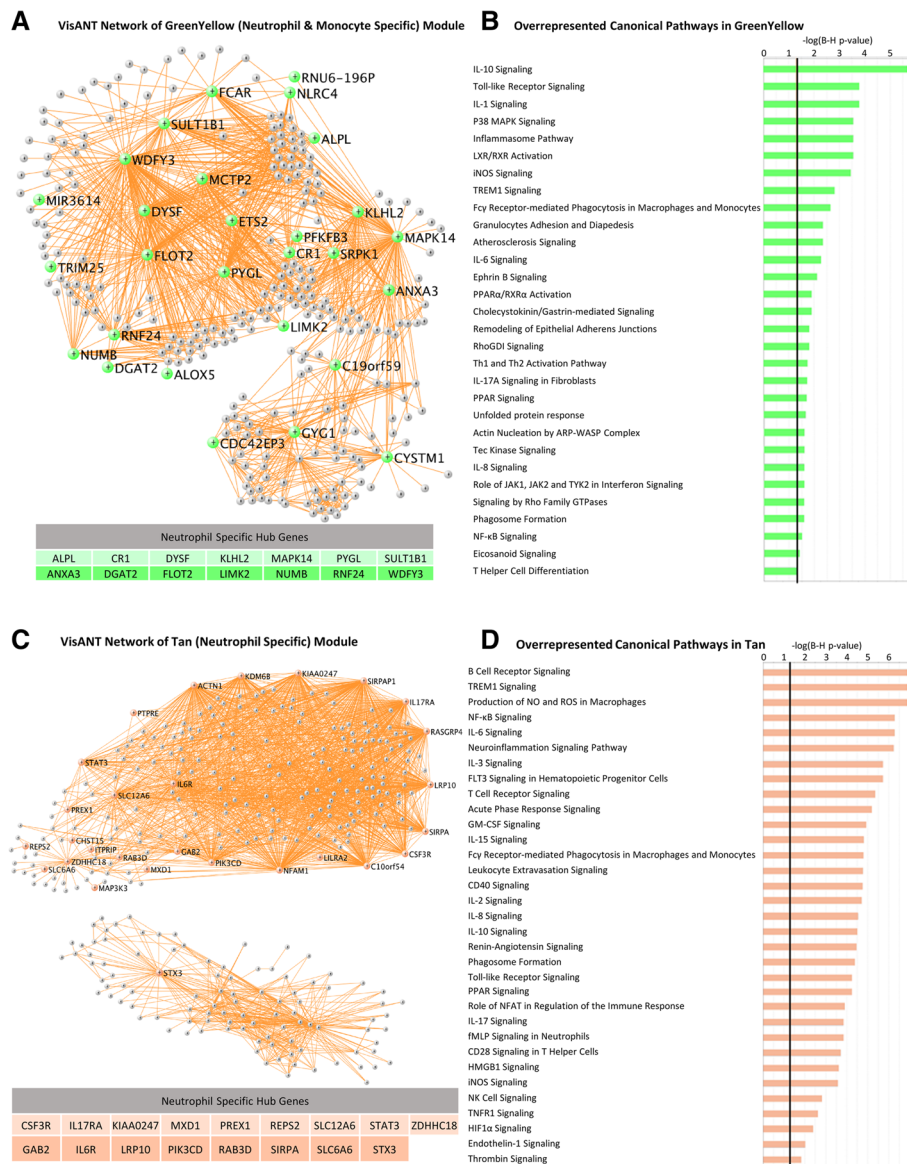 A VisANT Network of GreenYellow (Neutrophil & Monocyte Specific) Module
RNU6-196P
FCAR
NLRC4
SULT1B1
ALPL
WDFY3
MCTP2
MIR3614
DYSF
KLHL2
ETS2
PFKFB3
MAPK14
FLOT2
CR1
SRPK1
TRIM25
PYGL
ANXA3
LIMK2
RNF24
NUMB
DGAT2
ALOX5
C19orf59
GYG1
CDC42EP3
CYSTM1
Neutrophil Specific Hub Genes
ALPL CR1 DYSF KLHL2 MAPK14 PYGL SULT1B1
ANXA3 DGAT2 FLOT2 LIMK2 NUMB RNF24 WDFY3
B Overrepresented Canonical Pathways in GreenYellow
-log(B-H p-value)
0 1 2 3 4 5
IL-10 Signaling
Toll-like Receptor Signaling
IL-1 Signaling
P38 MAPK Signaling
Inflammasome Pathway
LXR/RXR Activation
iNOS Signaling
TREM1 Signaling
Fcy Receptor-mediated Phagocytosis in Macrophages and Monocytes
Granulocytes Adhesion and Diapedesis
Atherosclerosis Signaling
IL-6 Signaling
Ephrin B Signaling
PPARα/RXRα Activation
Cholecystokinin/Gastrin-mediated Signaling
Remodeling of Epithelial Adherens Junctions
RhoGDI Signaling
Th1 and Th2 Activation Pathway
IL-17A Signaling in Fibroblasts
PPAR Signaling
Unfolded protein response
Actin Nucleation by ARP-WASP Complex
Tec Kinase Signaling
IL-8 Signaling
Role of JAK1, JAK2 and TYK2 in Interferon Signaling
Signaling by Rho Family GTPases
Phagosome Formation
NF-κB Signaling
Eicosanoid Signaling
T Helper Cell Differentiation
C VisANT Network of Tan (Neutrophil Specific) Module
KDM6B
KIAA0247
ACTN1
SIRPAP1
IL17RA
PTPRE
RASGRP4
STAT3
IL6R
LRP10
SLC12A6
PREX1
SIRPA
CHST15
REPS2
ITPRIP
GAB2
CSF3R
RAB3D
LILRA2
ZDHHC18
PIK3CD
C10orf54
SLC6A6
MXD1
NFAM1
MAP3K3
STX3
Neutrophil Specific Hub Genes
CSF3R IL17RA KIAA0247 MXD1 PREX1 REPS2 SLC12A6 STAT3 ZDHHC18
GAB2 IL6R LRP10 PIK3CD RAB3D SIRPA SLC6A6 STX3
D Overrepresented Canonical Pathways in Tan
-log(B-H p-value)
0 1 2 3 4 5 6
B Cell Receptor Signaling
TREM1 Signaling
Production of NO and ROS in Macrophages
NF-κB Signaling
IL-6 Signaling
Neuroinflammation Signaling Pathway
IL-3 Signaling
FLT3 Signaling in Hematopoietic Progenitor Cells
T Cell Receptor Signaling
Acute Phase Response Signaling
GM-CSF Signaling
IL-15 Signaling
Fcy Receptor-mediated Phagocytosis in Macrophages and Monocytes
Leukocyte Extravasation Signaling
CD40 Signaling
IL-2 Signaling
IL-8 Signaling
IL-10 Signaling
Renin-Angiotensin Signaling
Phagosome Formation
Toll-like Receptor Signaling
PPAR Signaling
Role of NFAT in Regulation of the Immune Response
IL-17 Signaling
fMLP Signaling in Neutrophils
CD28 Signaling in T Helper Cells
HMGB1 Signaling
iNOS Signaling
NK Cell Signaling
TNFR1 Signaling
HIF1α Signaling
Endothelin-1 Signaling
Thrombin Signaling